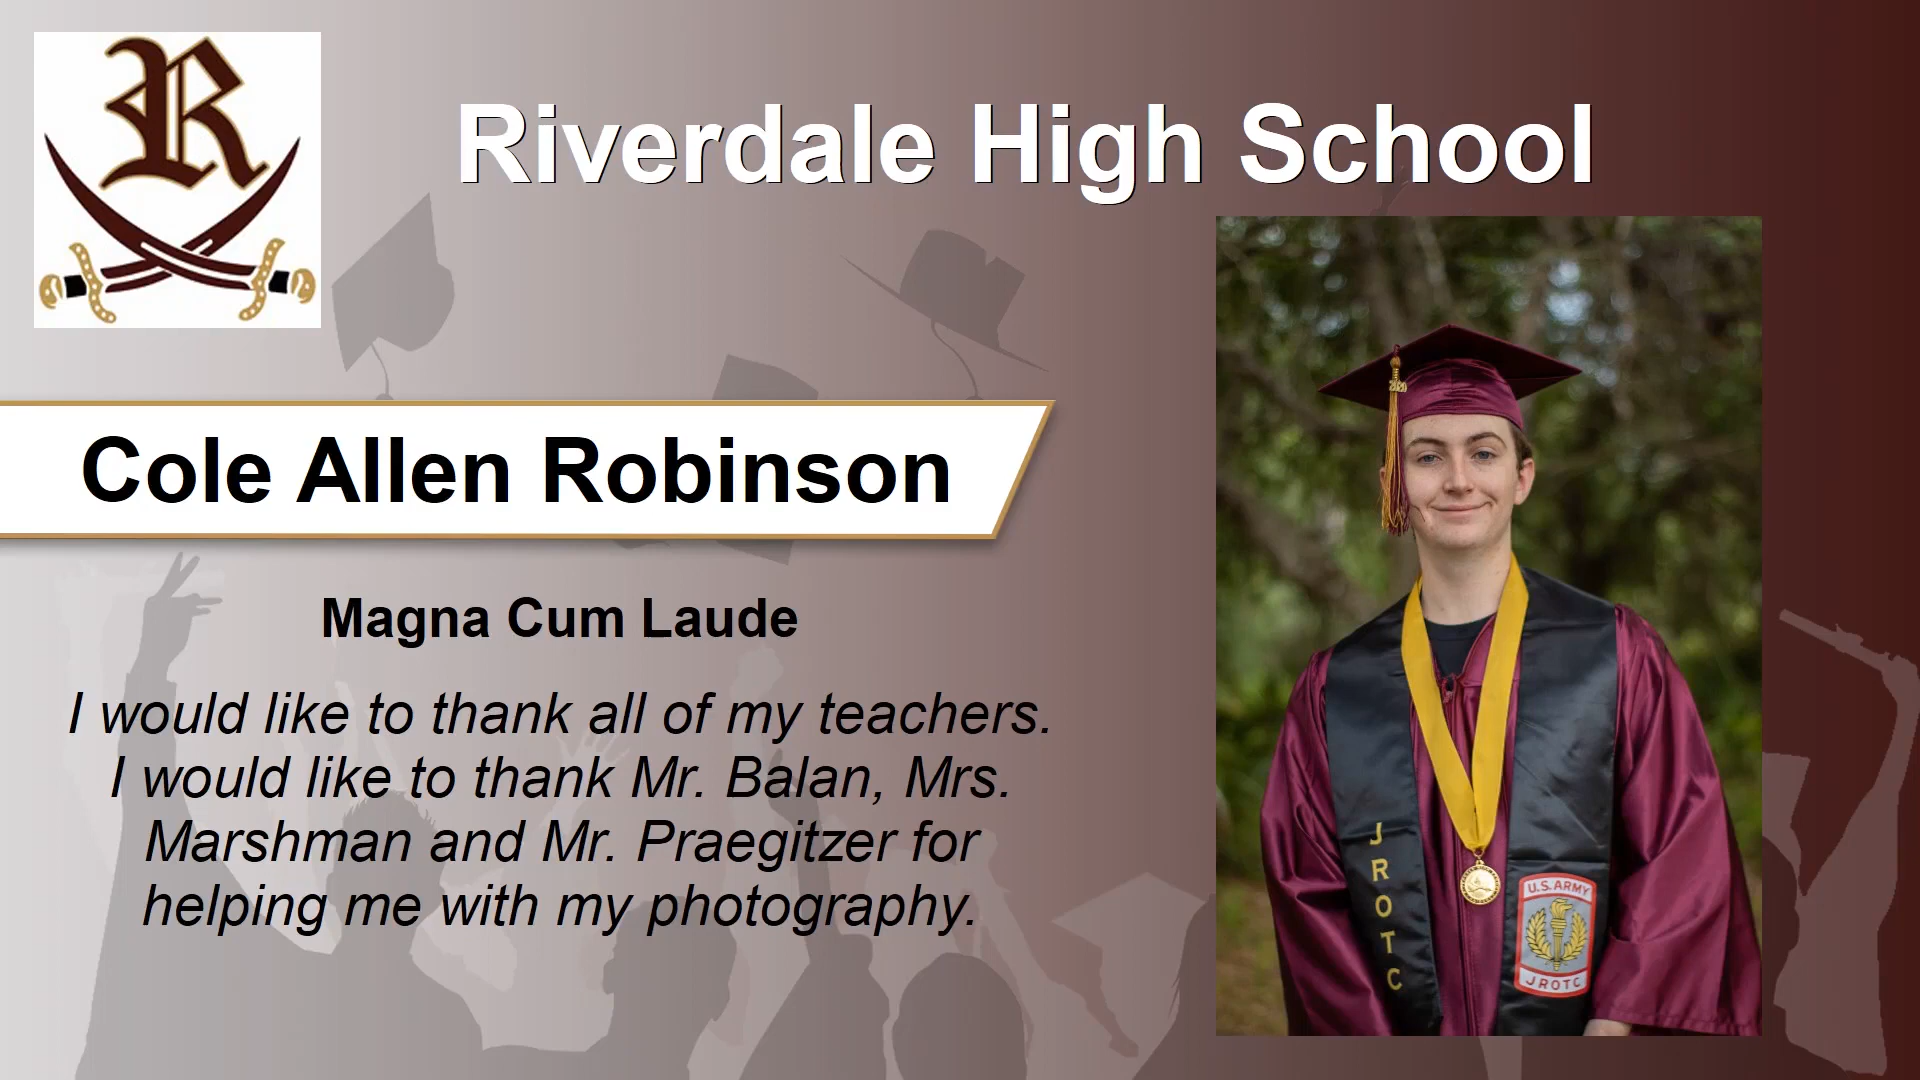 R
Riverdale High School
Cole Allen Robinson
Magna Cum Laude
I would like to thank all of my teachers.
I would like to thank Mr. Balan, Mrs.
Marshman and Mr. Praegitzer for
helping me with my photography.
2020
JROTC
U.S. ARMY
JROTC